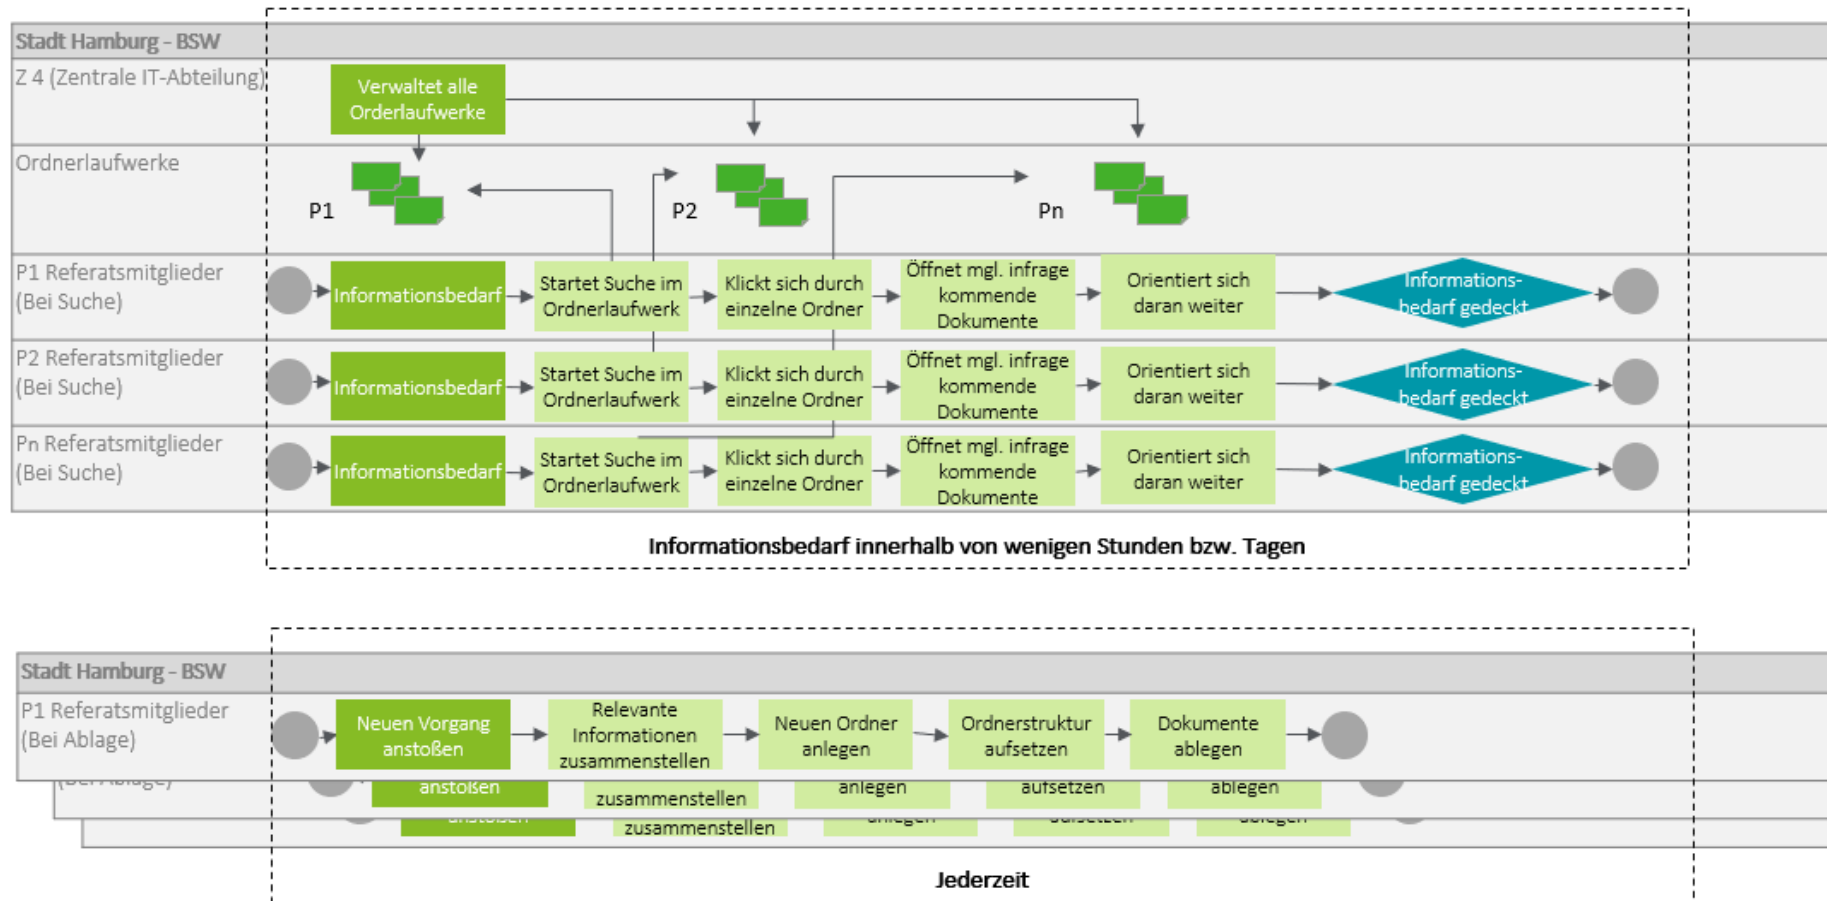 Stadt Hamburg - BSW
Z 4 (Zentrale IT-Abteilung)
Verwaltet alle
Orderlaufwerke
Ordnerlaufwerke
P1
P2
Pn
P1 Referatsmitglieder
(Bei Suche)
Informationsbedarf
Startet Suche im
Ordnerlaufwerk
Klickt sich durch
einzelne Ordner
Öffnet mgl. infrage
kommende
Dokumente
Orientiert sich
daran weiter
Informations-
bedarf gedeckt
P2 Referatsmitglieder
(Bei Suche)
Informationsbedarf
Startet Suche im
Ordnerlaufwerk
Klickt sich durch
einzelne Ordner
Öffnet mgl. infrage
kommende
Dokumente
Orientiert sich
daran weiter
Informations-
bedarf gedeckt
Pn Referatsmitglieder
(Bei Suche)
Informationsbedarf
Startet Suche im
Ordnerlaufwerk
Klickt sich durch
einzelne Ordner
Öffnet mgl. infrage
kommende
Dokumente
Orientiert sich
daran weiter
Informations-
bedarf gedeckt
Informationsbedarf innerhalb von wenigen Stunden bzw. Tagen
Stadt Hamburg - BSW
P1 Referatsmitglieder
(Bei Ablage)
Neuen Vorgang
anstoßen
Relevante
Informationen
zusammenstellen
Neuen Ordner
anlegen
Ordnerstruktur
aufsetzen
Dokumente
ablegen
(Bei Ablage)
anstoßen
zusammenstellen
anlegen
aufsetzen
ablegen
anstoßen
zusammenstellen
anlegen
aufsetzen
ablegen
Jederzeit